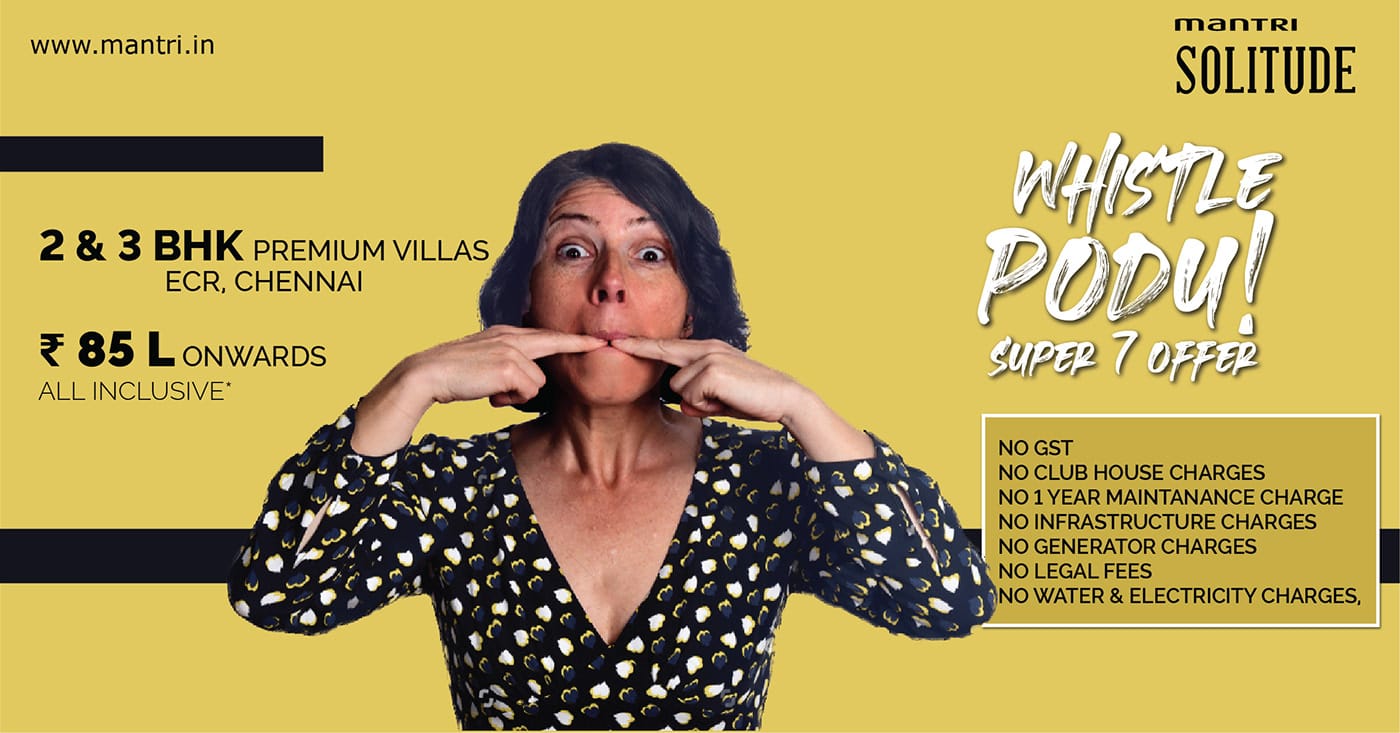 www.mantri.in
mantri
SOLITUDE
2 & 3 BHK PREMIUM VILLAS
ECR, CHENNAI
₹ 85 L ONWARDS
ALL INCLUSIVE*
WHISTLE
PODU!
SUPER 7 OFFER
NO GST
NO CLUB HOUSE CHARGES
NO 1 YEAR MAINTANANCE CHARGE
NO INFRASTRUCTURE CHARGES
NO GENERATOR CHARGES
NO LEGAL FEES
NO WATER & ELECTRICITY CHARGES,